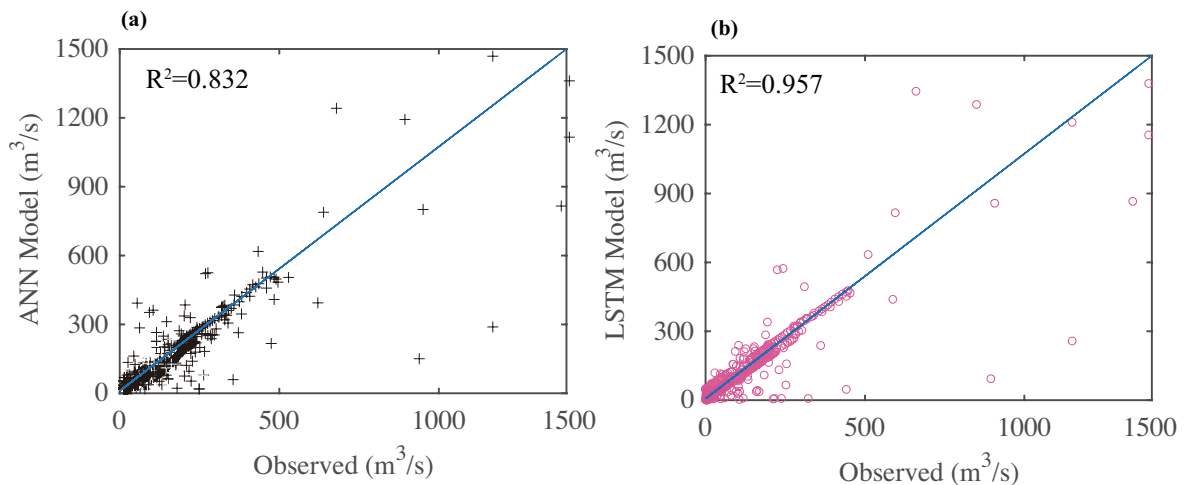 (a)
R²=0.832
ANN Model (m³/s)
1500
1200
900
600
300
0
0 500 1000 1500
Observed (m³/s)
(b)
R²=0.957
LSTM Model (m³/s)
1500
1200
900
600
300
0
0 500 1000 1500
Observed (m³/s)